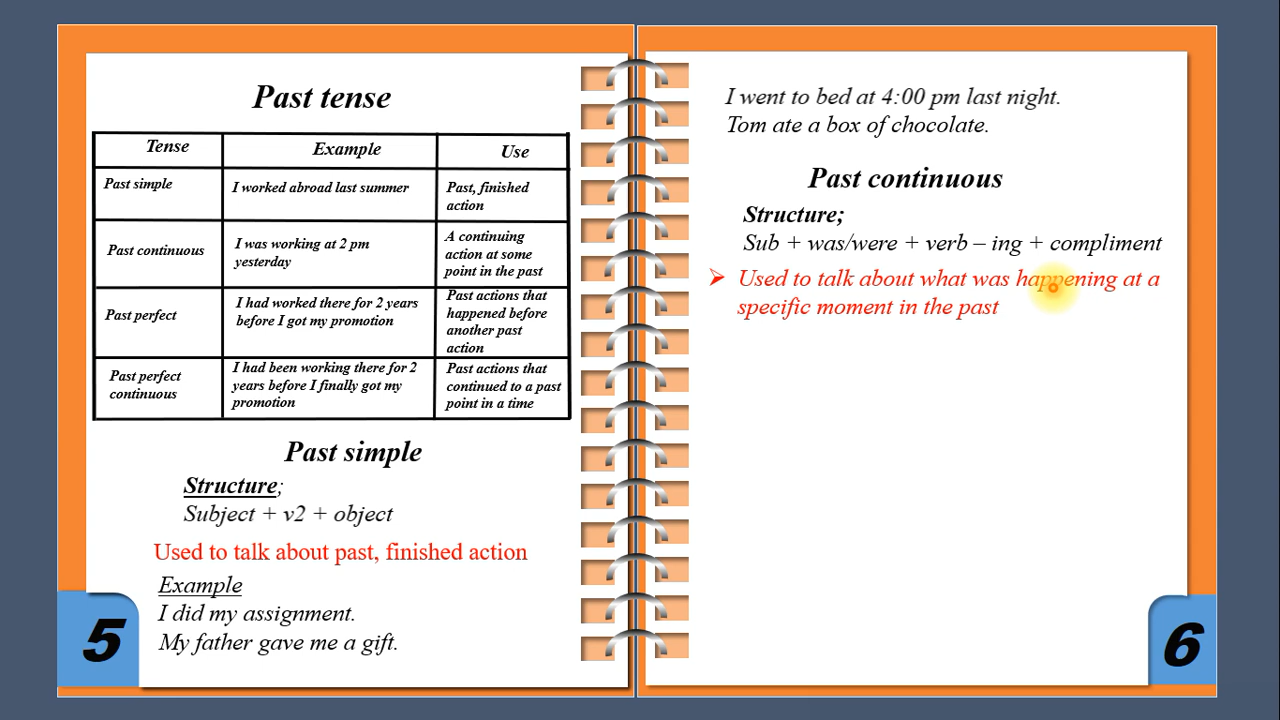 Past tense
Tense Example Use
Past simple I worked abroad last summer Past, finished
action
Past continuous I was working at 2 pm
yesterday
A continuing
action at some
point in the past
Past perfect I had worked there for 2 years
before I got my promotion
Past actions that
happened before
another past
action
Past perfect
continuous
I had been working there for 2
years before I finally got my
promotion
Past actions that
continued to a past
point in a time
Past simple
Structure;
Subject + v2 + object
Used to talk about past, finished action
Example
I did my assignment.
My father gave me a gift.
5
I went to bed at 4:00 pm last night.
Tom ate a box of chocolate.
Past continuous
Structure;
Sub + was/were + verb – ing + compliment
➢ Used to talk about what was happening at a
specific moment in the past
6